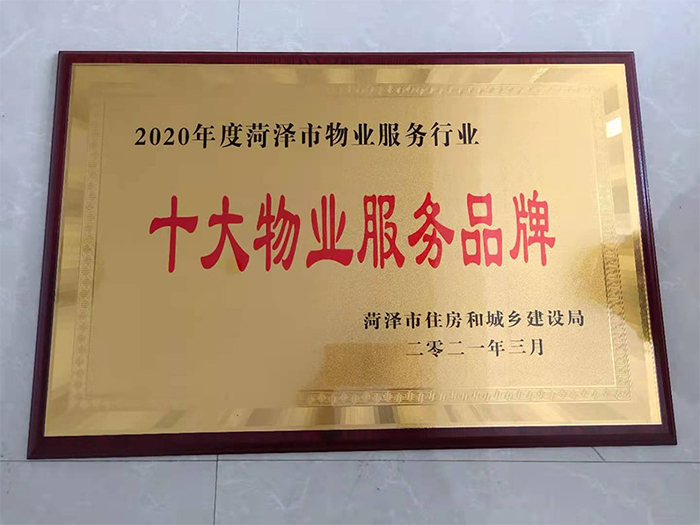 2020年度菏泽市物业服务行业
十大物业服务品牌
菏泽市住房和城乡建设局
二零二一年三月